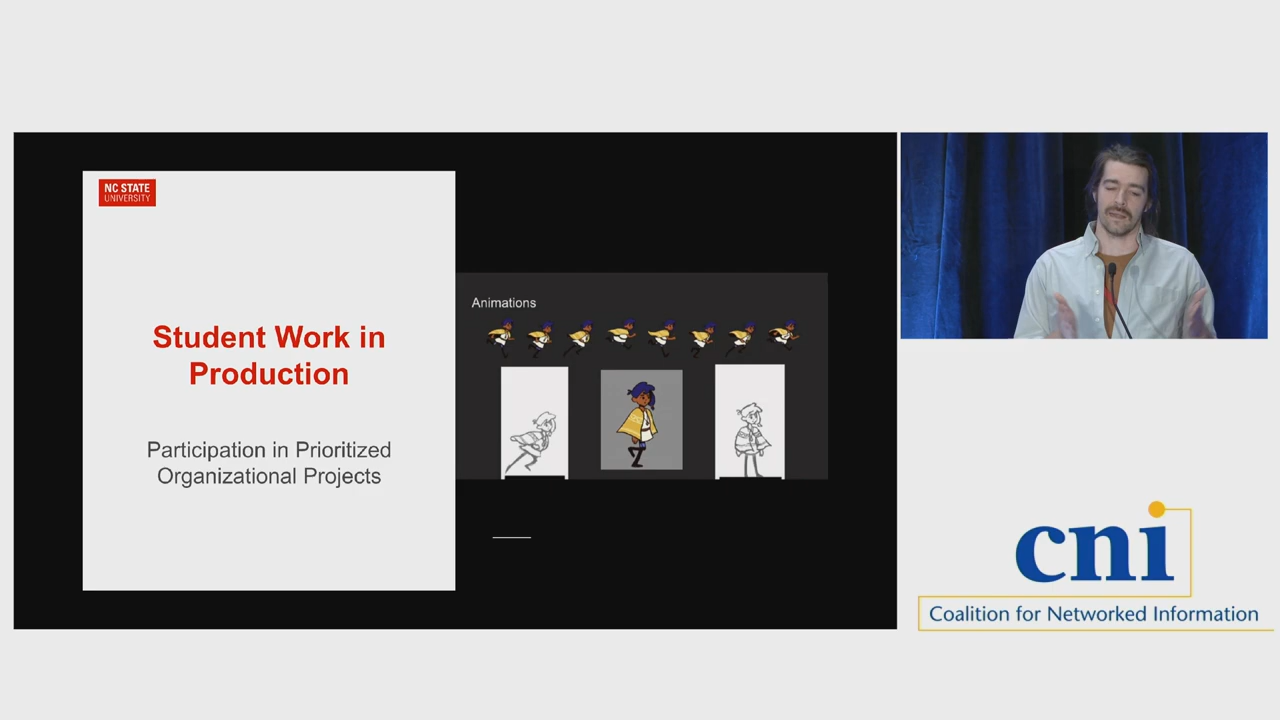 NC STATE
UNIVERSITY
Student Work in
Production
Participation in Prioritized
Organizational Projects
Animations
cni
Coalition for Networked Information